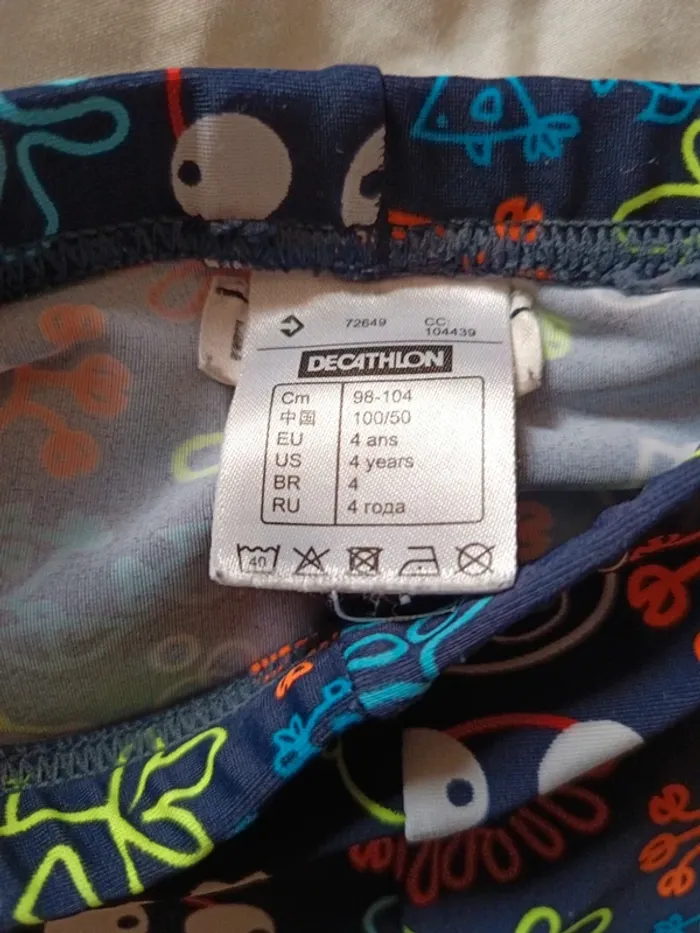 72649 CC:
104439
DECATHLON
Cm 98-104
中国 100/50
EU 4 ans
US 4 years
BR 4
RU 4 года
40